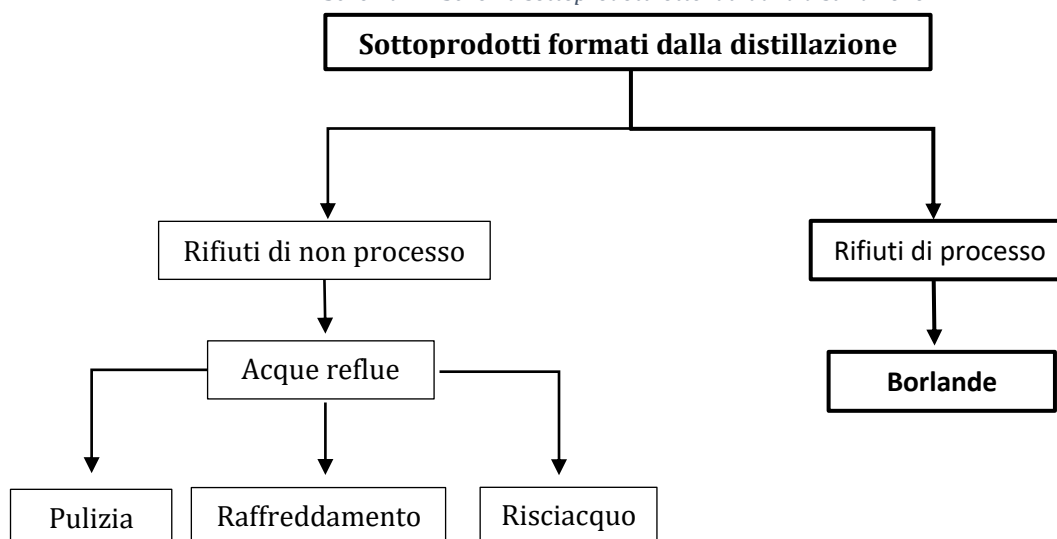 Sottoprodotti formati dalla distillazione
Rifiuti di non processo
Rifiuti di processo
Acque reflue
Borlande
Pulizia
Raffreddamento
Risciacquo